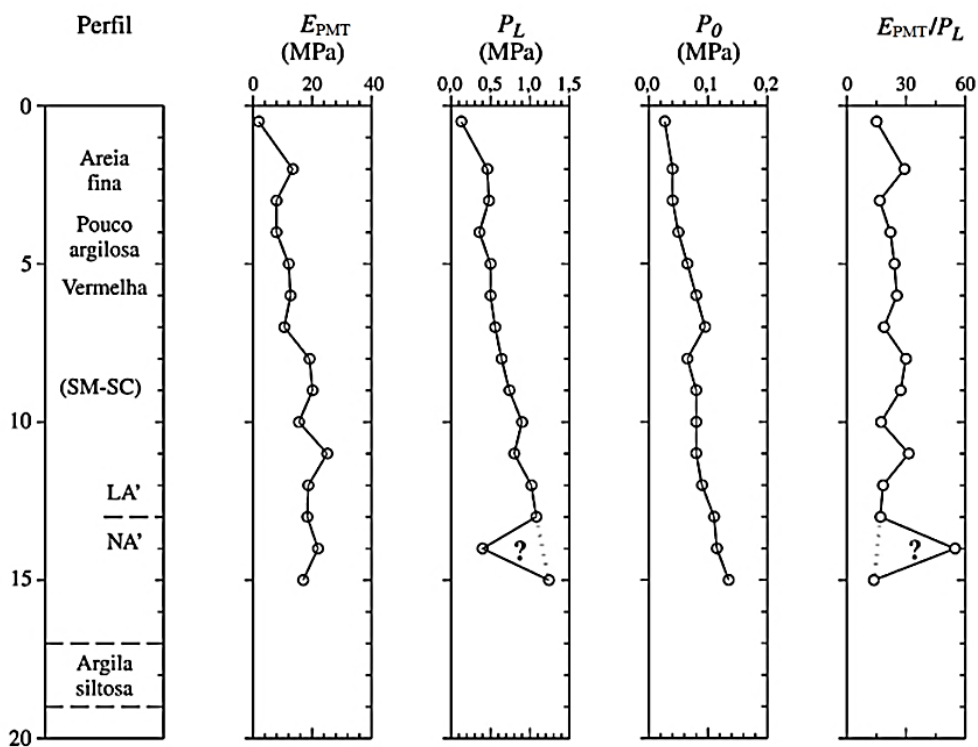 Perfil
E_PMT
(MPa)
P_L
(MPa)
P_0
(MPa)
E_PMT/P_L
0 20 40
0,0 0,5 1,0 1,5
0,0 0,1 0,2
0 30 60
0
5
10
15
20
Areia
fina
Pouco
argilosa
Vermelha
(SM-SC)
LA’
NA’
Argila
siltosa
?
?